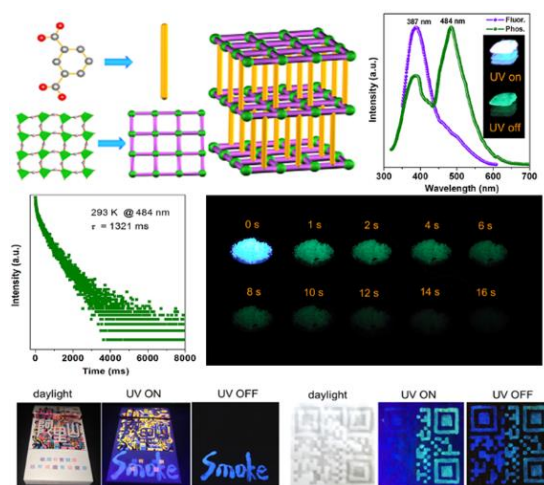 387 nm 484 nm
Fluor.
Phos.
UV on
UV off
Intensity (a.u.)
300 400 500 600 700
Wavelength (nm)
293 K @ 484 nm
τ = 1321 ms
Intensity (a.u.)
0 2000 4000 6000 8000
Time (ms)
0 s 1 s 2 s 4 s 6 s
8 s 10 s 12 s 14 s 16 s
daylight UV ON UV OFF
daylight UV ON UV OFF
Smoke Smoke